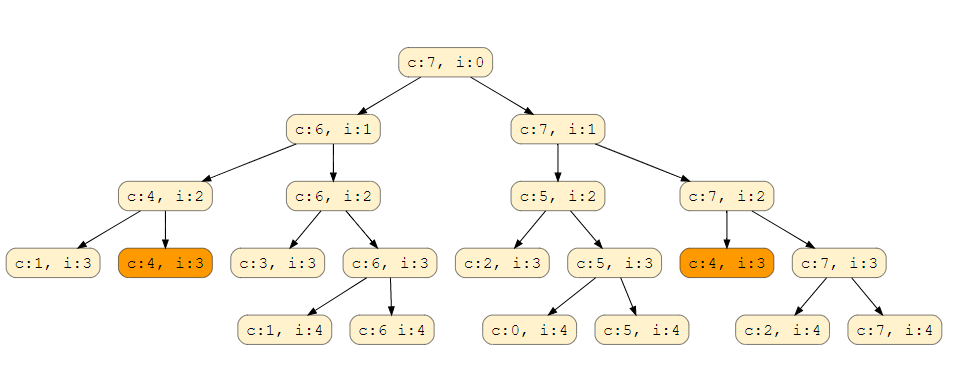 c:7, i:0
c:6, i:1
c:7, i:1
c:4, i:2
c:6, i:2
c:5, i:2
c:7, i:2
c:1, i:3
c:4, i:3
c:3, i:3
c:6, i:3
c:2, i:3
c:5, i:3
c:4, i:3
c:7, i:3
c:1, i:4
c:6 i:4
c:0, i:4
c:5, i:4
c:2, i:4
c:7, i:4